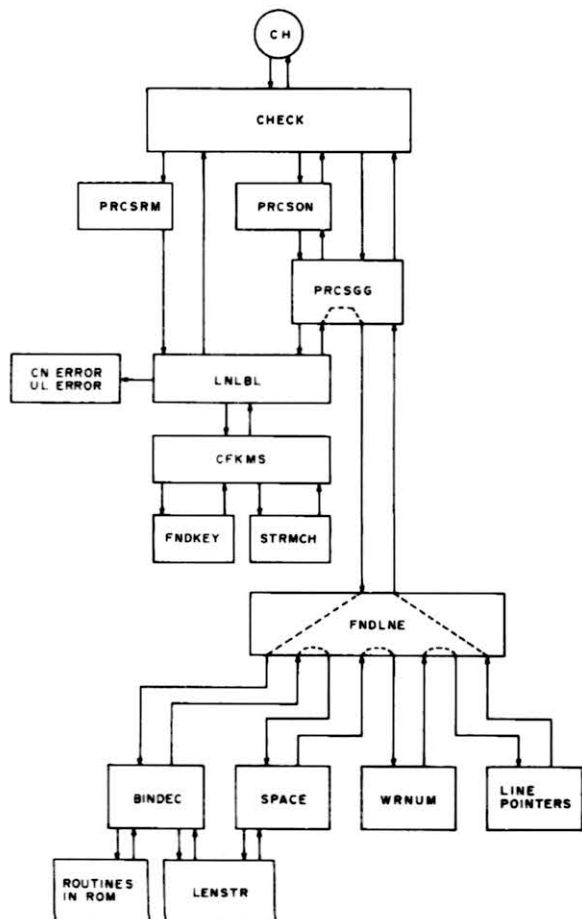 CH
CHECK
PRCSRM
PRCSON
PRCSGG
CN ERROR
UL ERROR
LNLBL
CFKMS
FNDKEY
STRMCH
FNDLNE
BINDEC
SPACE
WRNUM
LINE
POINTERS
ROUTINES
IN ROM
LENSTR